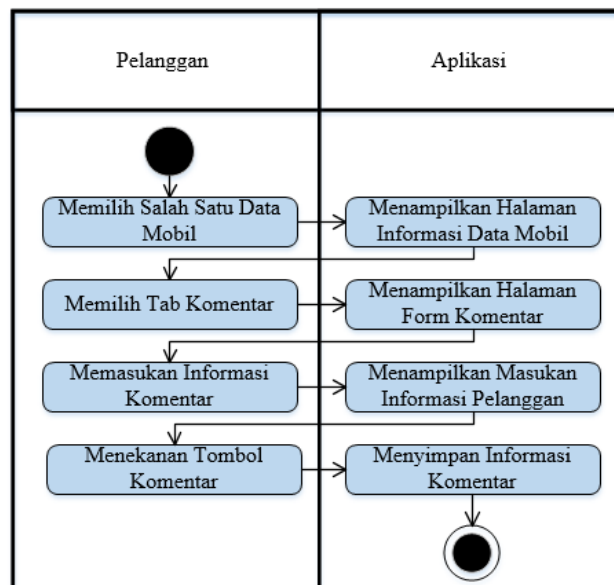 Pelanggan
Aplikasi
Memilih Salah Satu Data
Mobil
Menampilkan Halaman
Informasi Data Mobil
Memilih Tab Komentar
Menampilkan Halaman
Form Komentar
Memasukan Informasi
Komentar
Menampilkan Masukan
Informasi Pelanggan
Menekanan Tombol
Komentar
Menyimpan Informasi
Komentar